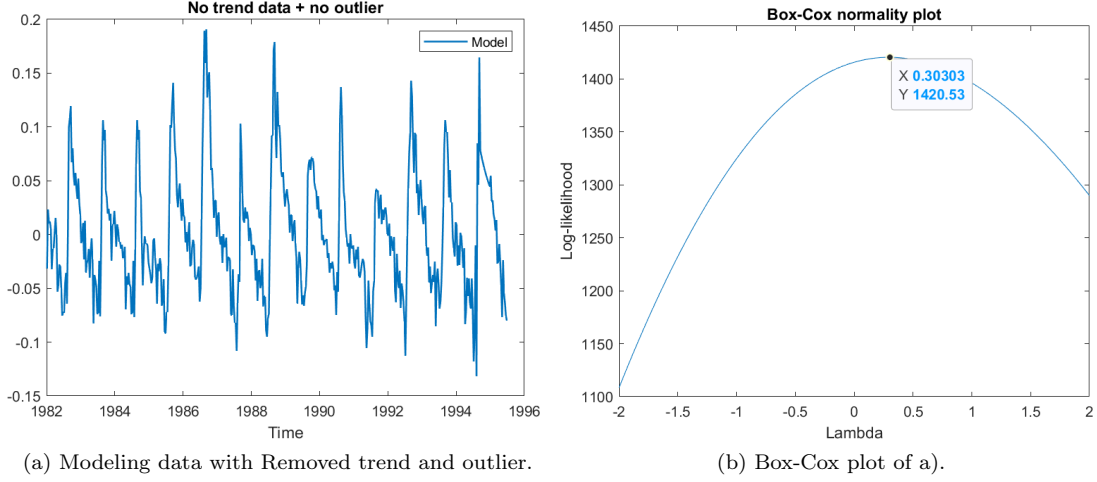 No trend data + no outlier
0.2
0.15
0.1
0.05
0
-0.05
-0.1
-0.15
1982 1984 1986 1988 1990 1992 1994 1996
Time
Model
(a) Modeling data with Removed trend and outlier.
Box-Cox normality plot
1450
1400
1350
1300
1250
1200
1150
1100
Log-likelihood
X 0.30303
Y 1420.53
-2 -1.5 -1 -0.5 0 0.5 1 1.5 2
Lambda
(b) Box-Cox plot of a).